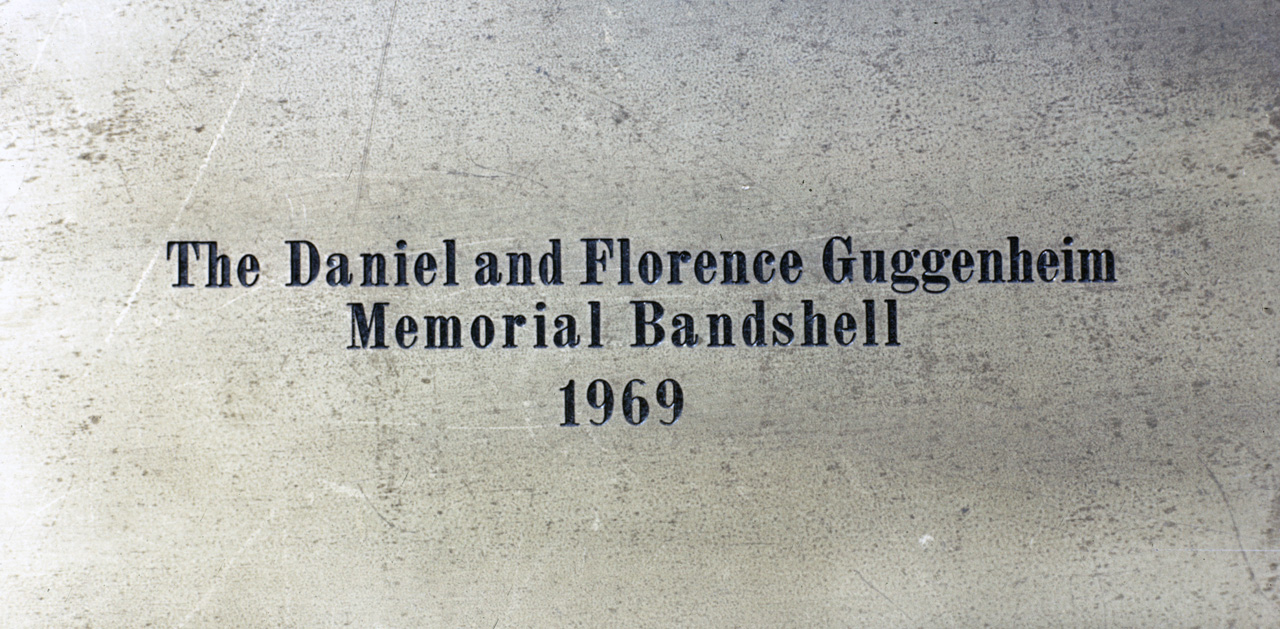 The Daniel and Florence Guggenheim
Memorial Bandshell
1969